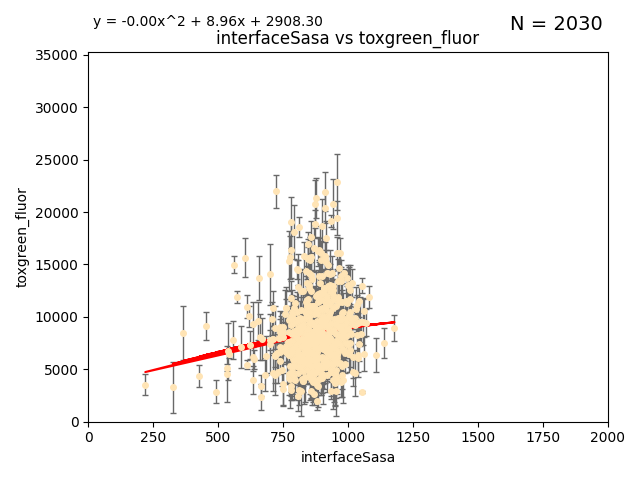 y = -0.00x^2 + 8.96x + 2908.30
N = 2030
interfaceSasa vs toxgreen_fluor
toxgreen_fluor
35000
30000
25000
20000
15000
10000
5000
0
0 250 500 750 1000 1250 1500 1750 2000
interfaceSasa